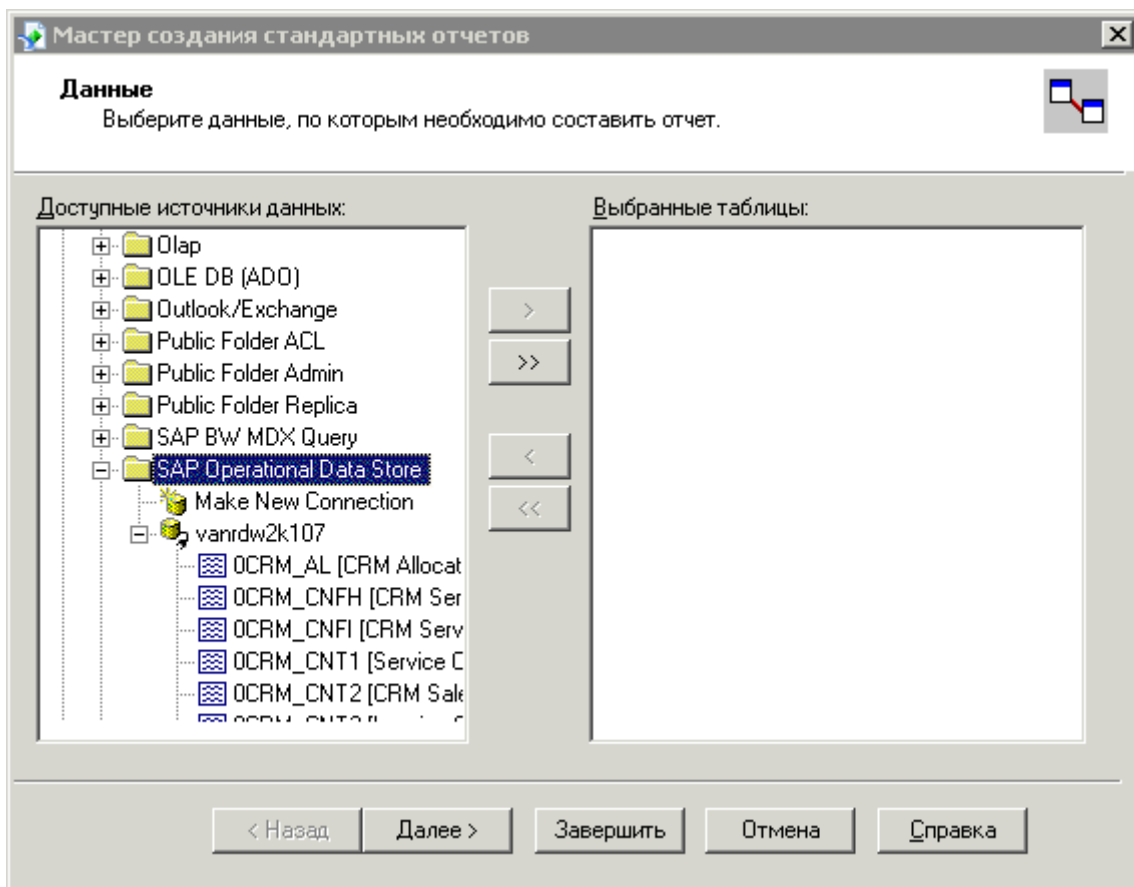 Мастер создания стандартных отчетов
Данные
Выберите данные, по которым необходимо составить отчет.
Доступные источники данных:
Выбранные таблицы:
Olap
OLE DB (ADO)
Outlook/Exchange
>
Public Folder ACL
>>
Public Folder Admin
Public Folder Replica
SAP BW MDX Query
<
SAP Operational Data Store
Make New Connection
<<
vanrdw2k107
0CRM_AL [CRM Allocat
0CRM_CNFH [CRM Ser
0CRM_CNFI [CRM Serv
0CRM_CNT1 [Service C
0CRM_CNT2 [CRM Sale
< Назад
Далее >
Завершить
Отмена
Справка